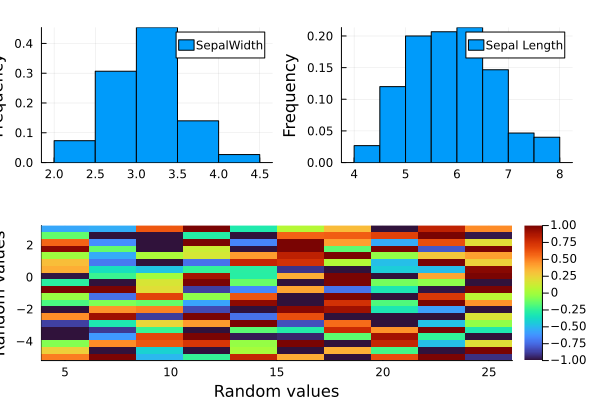 Frequency
0.4
0.3
0.2
0.1
0.0
SepalWidth
2.0 2.5 3.0 3.5 4.0 4.5
Frequency
0.20
0.15
0.10
0.05
0.00
Sepal Length
4 5 6 7 8
Random values
2
0
−2
−4
5 10 15 20 25
Random values
1.00
0.75
0.50
0.25
0
−0.25
−0.50
−0.75
−1.00